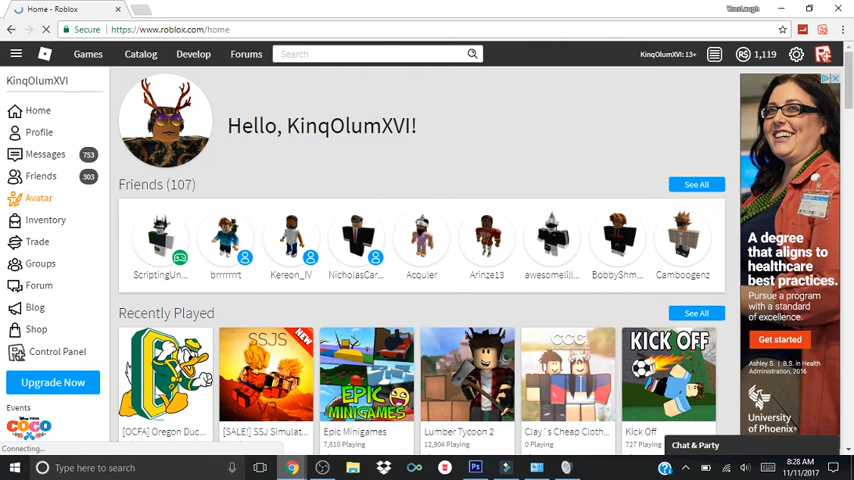 Home - Roblox
Secure https://www.roblox.com/home
Games Catalog Develop Forums Search KinqOlumXVI: 13+ R$ 1,119
KinqOlumXVI
Home
Profile
Messages 753
Friends 303
Avatar
Inventory
Trade
Groups
Forum
Blog
Shop
Control Panel
Upgrade Now
Events
COCO
Connecting...
Hello, KinqOlumXVI!
Friends (107) See All
ScriptingUn... brrrrrrrt Kereon_IV NicholasCar... Acquler Arinze13 awesomelill... BobbyShm... Camboogenz
Recently Played See All
SSJS NEW
EPIC MINIGAMES
CCC
KICK OFF
[OCFA] Oregon Duc... [SALE!] SSJ Simulat... Epic Minigames Lumber Tycoon 2 Clay`s Cheap Cloth... Kick Off
7,810 Playing 12,904 Playing 727 Playing
A degree
that aligns to
healthcare
best practices.
Pursue a program
with a standard
of excellence.
Get started
Ashley S. | B.S. in Health
Administration, 2016
University of
Phoenix
Chat & Party
Type here to search
8:28 AM
11/11/2017